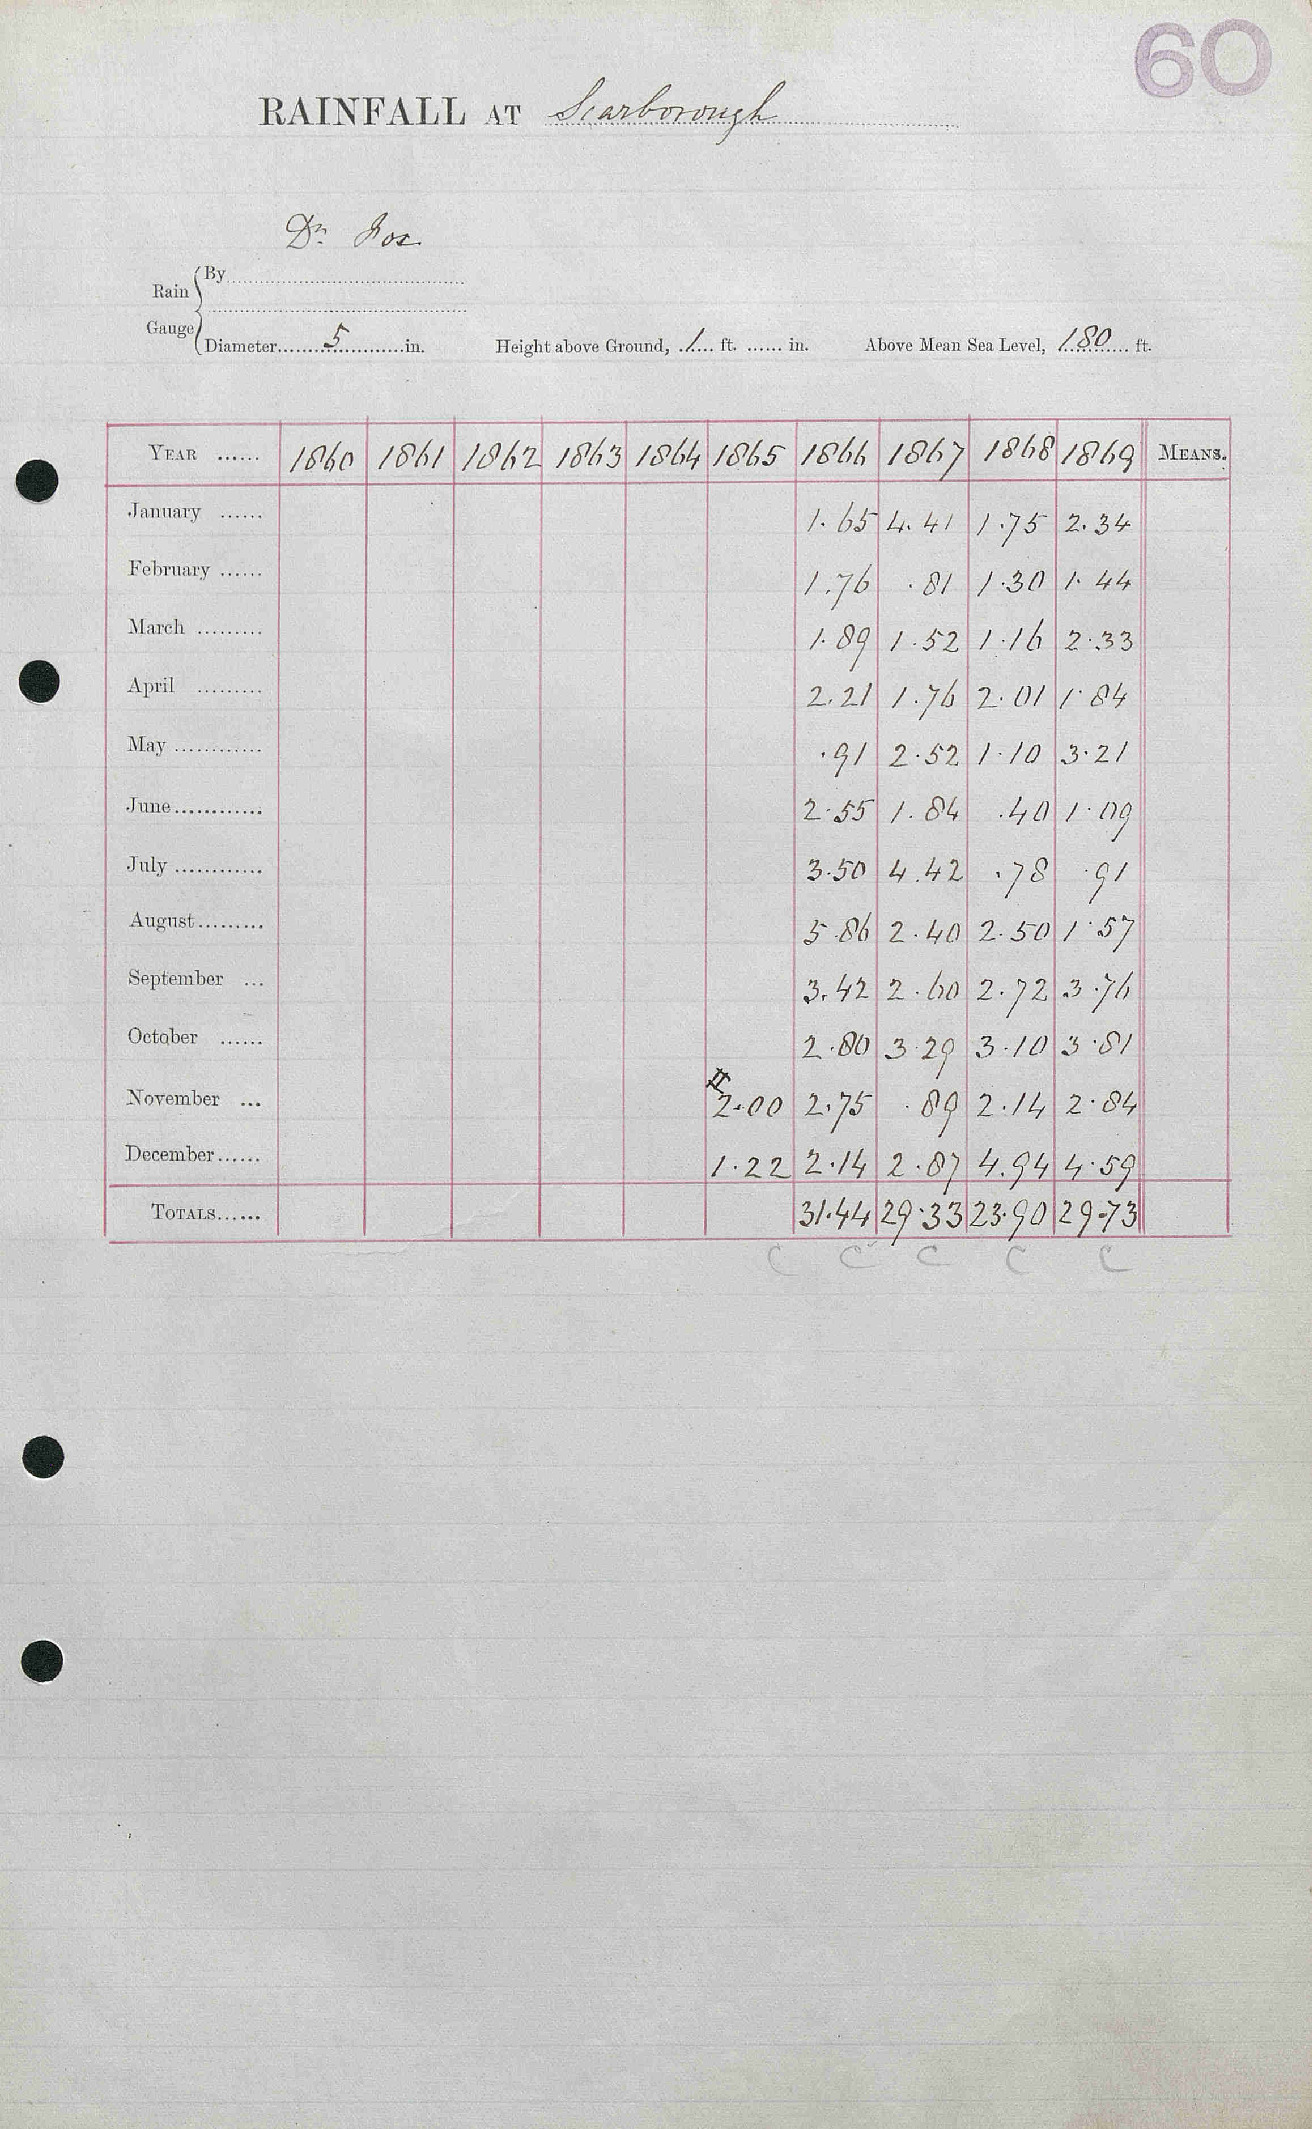 60
RAINFALL AT Scarborough
Dr. Fox
Rain Gauge
By
Diameter 5 in. Height above Ground, 1 ft. in. Above Mean Sea Level, 180 ft.
YEAR 1860 1861 1862 1863 1864 1865 1866 1867 1868 1869 MEANS.
January 1.65 4.41 1.75 2.34
February 1.76 .81 1.30 1.44
March 1.89 1.52 1.16 2.33
April 2.21 1.76 2.01 1.84
May .91 2.52 1.10 3.21
June 2.55 1.84 .40 1.09
July 3.50 4.42 .78 .91
August 5.86 2.40 2.50 1.57
September 3.42 2.60 2.72 3.76
October 2.80 3.29 3.10 3.81
November 2.00 2.75 .89 2.14 2.84
December 1.22 2.14 2.87 4.94 4.59
TOTALS 31.44 29.33 23.90 29.73
C C C C C